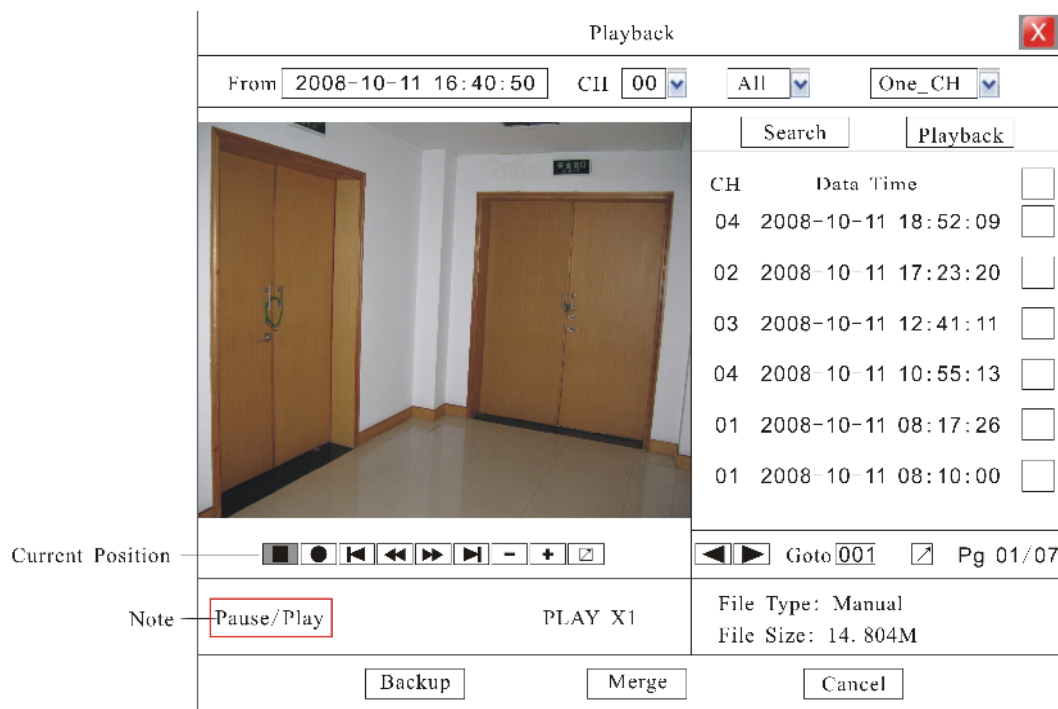 Playback
X
From 2008-10-11 16:40:50 CH 00 All One_CH
Search Playback
CH Data Time
04 2008-10-11 18:52:09
02 2008-10-11 17:23:20
03 2008-10-11 12:41:11
04 2008-10-11 10:55:13
01 2008-10-11 08:17:26
01 2008-10-11 08:10:00
安全出口
Current Position
Goto 001 Pg 01/07
Note Pause/Play PLAY X1
File Type: Manual
File Size: 14.804M
Backup Merge Cancel